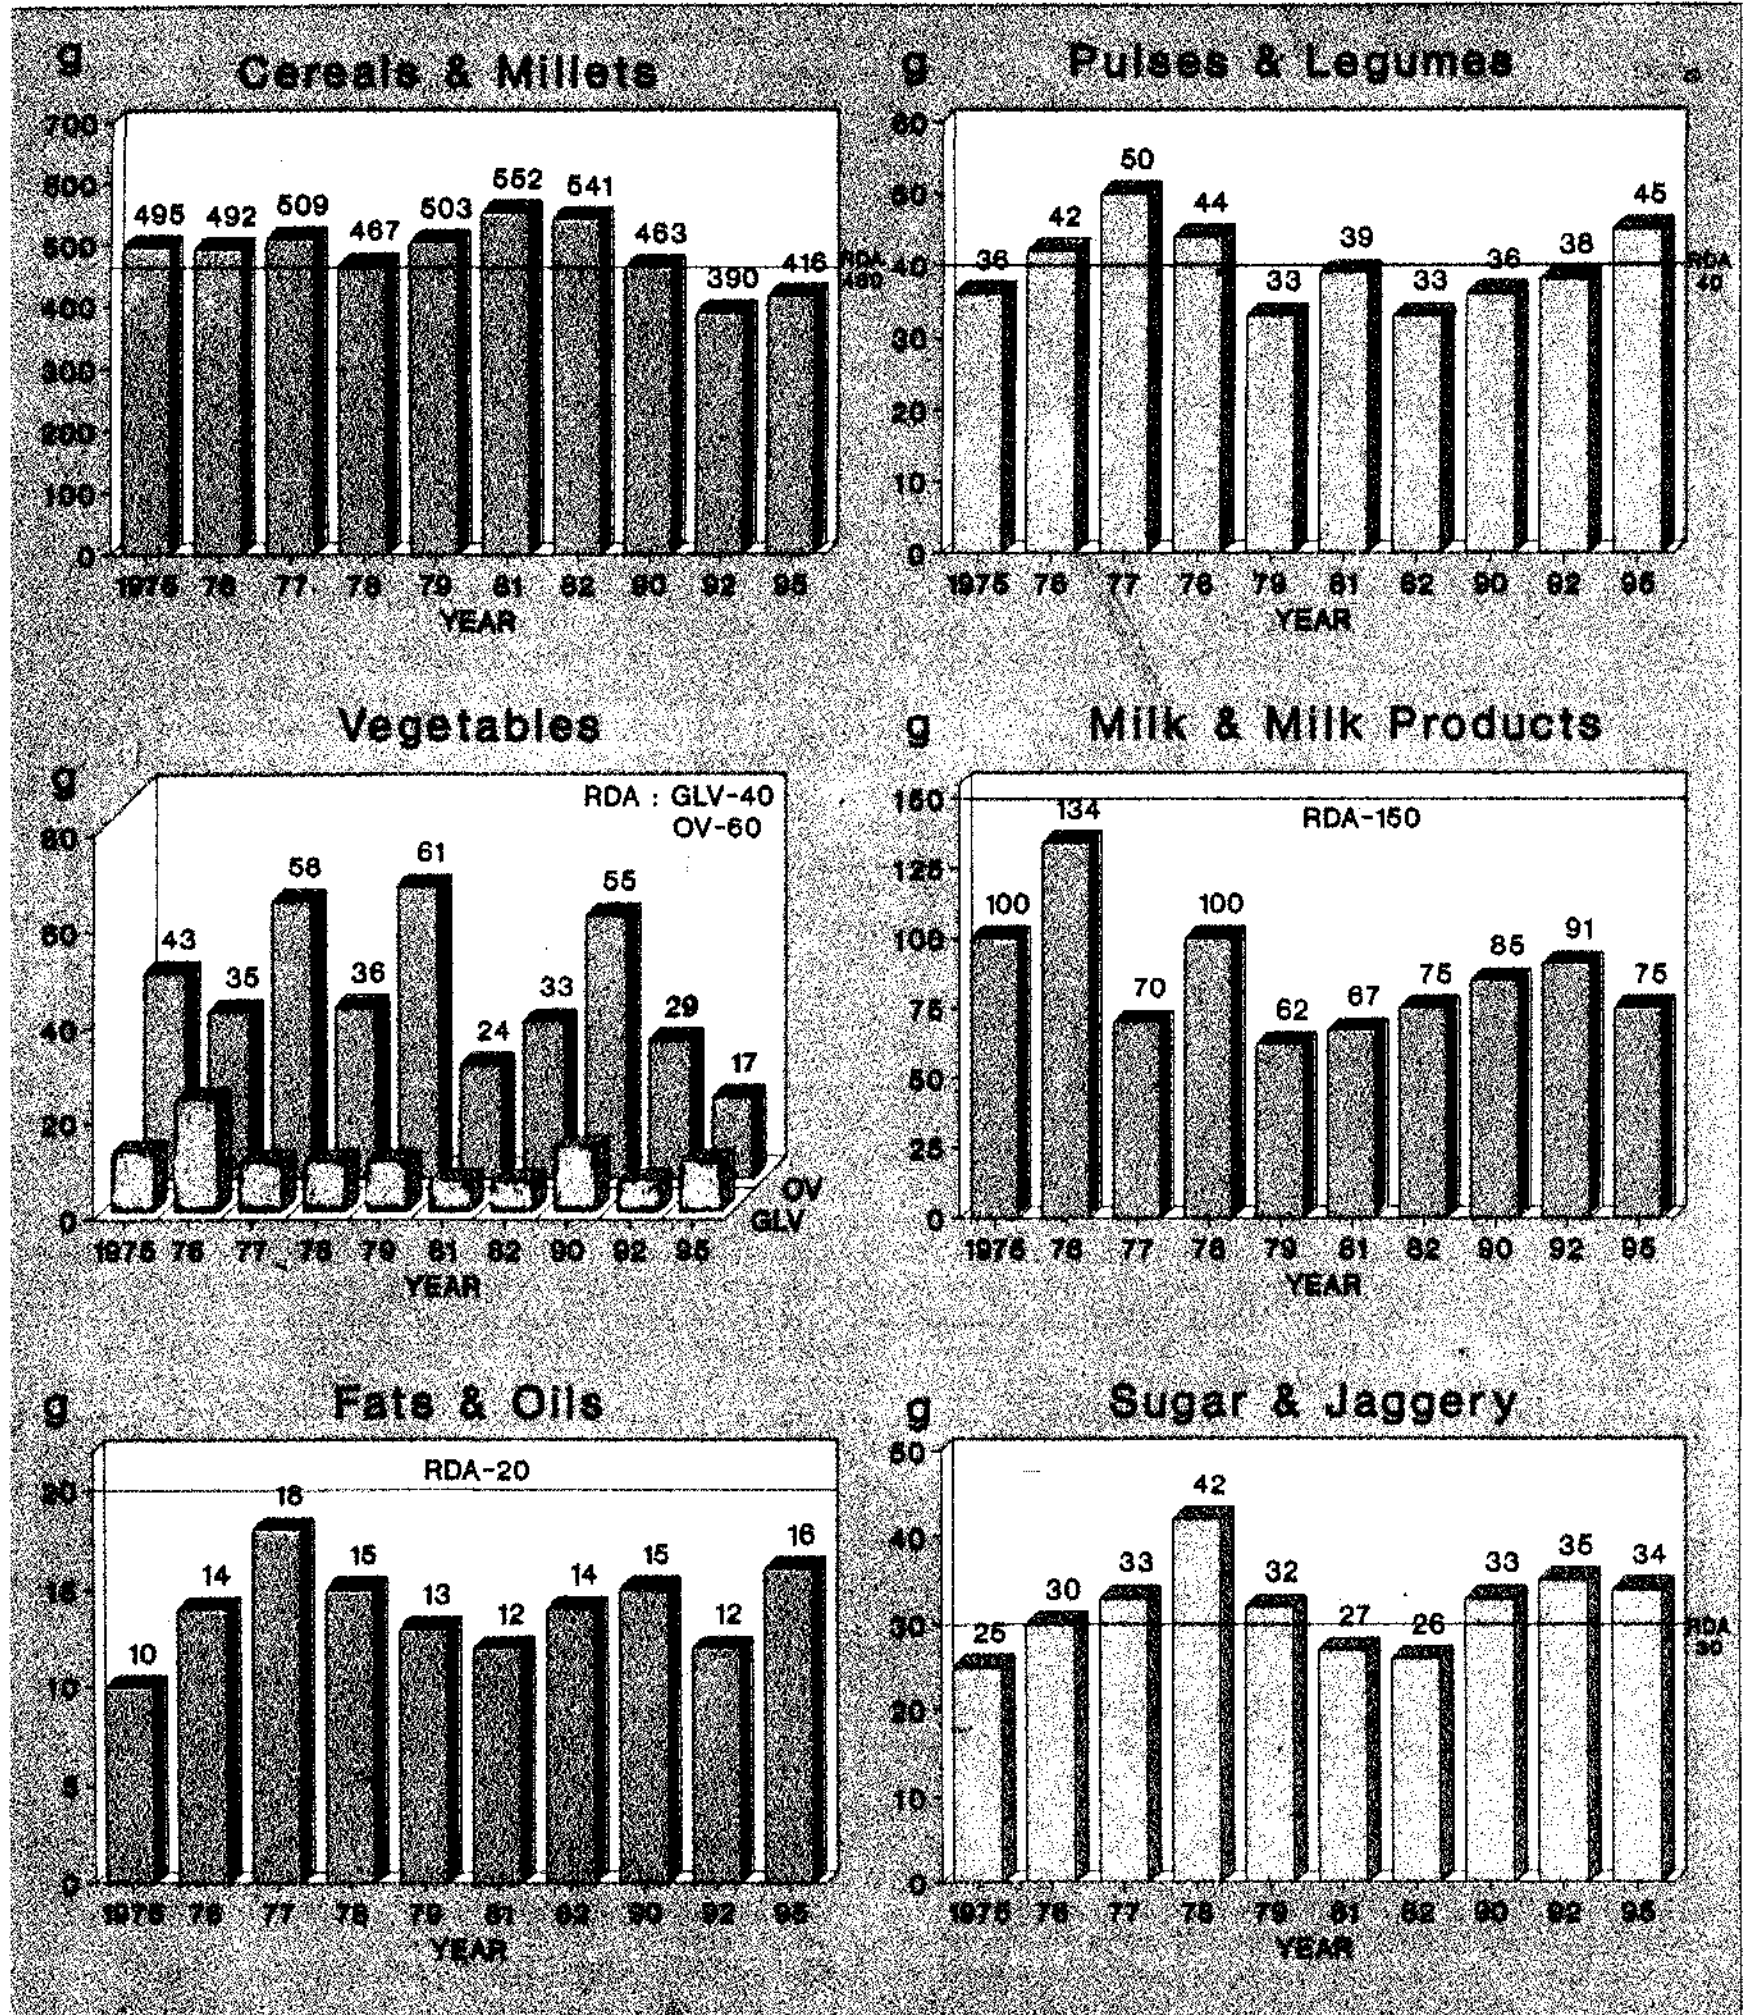 g Cereals & Millets
700
600
500
400
300
200
100
0
495 492 509 467 503 552 541 463 390 416
RDA
1975 76 77 78 79 81 82 90 92 95
YEAR
g Pulses & Legumes
60
50
40
30
20
10
0
36 42 50 44 33 39 33 36 38 45
RDA
40
1975 76 77 78 79 81 82 90 92 95
YEAR
Vegetables
g
80
60
40
20
0
RDA : GLV-40
OV-60
43 35 58 36 61 24 33 55 29 17
OV
GLV
1975 76 77 78 79 81 82 90 92 95
YEAR
g Milk & Milk Products
150
125
100
75
50
25
0
RDA-150
100 134 70 100 62 67 75 85 91 75
1975 76 77 78 79 81 82 90 92 95
YEAR
g Fats & Oils
20
15
10
5
0
RDA-20
10 14 18 15 13 12 14 15 12 16
1975 76 77 78 79 81 82 90 92 95
YEAR
g Sugar & Jaggery
50
40
30
20
10
0
25 30 33 42 32 27 26 33 35 34
RDA
30
1975 76 77 78 79 81 82 90 92 95
YEAR